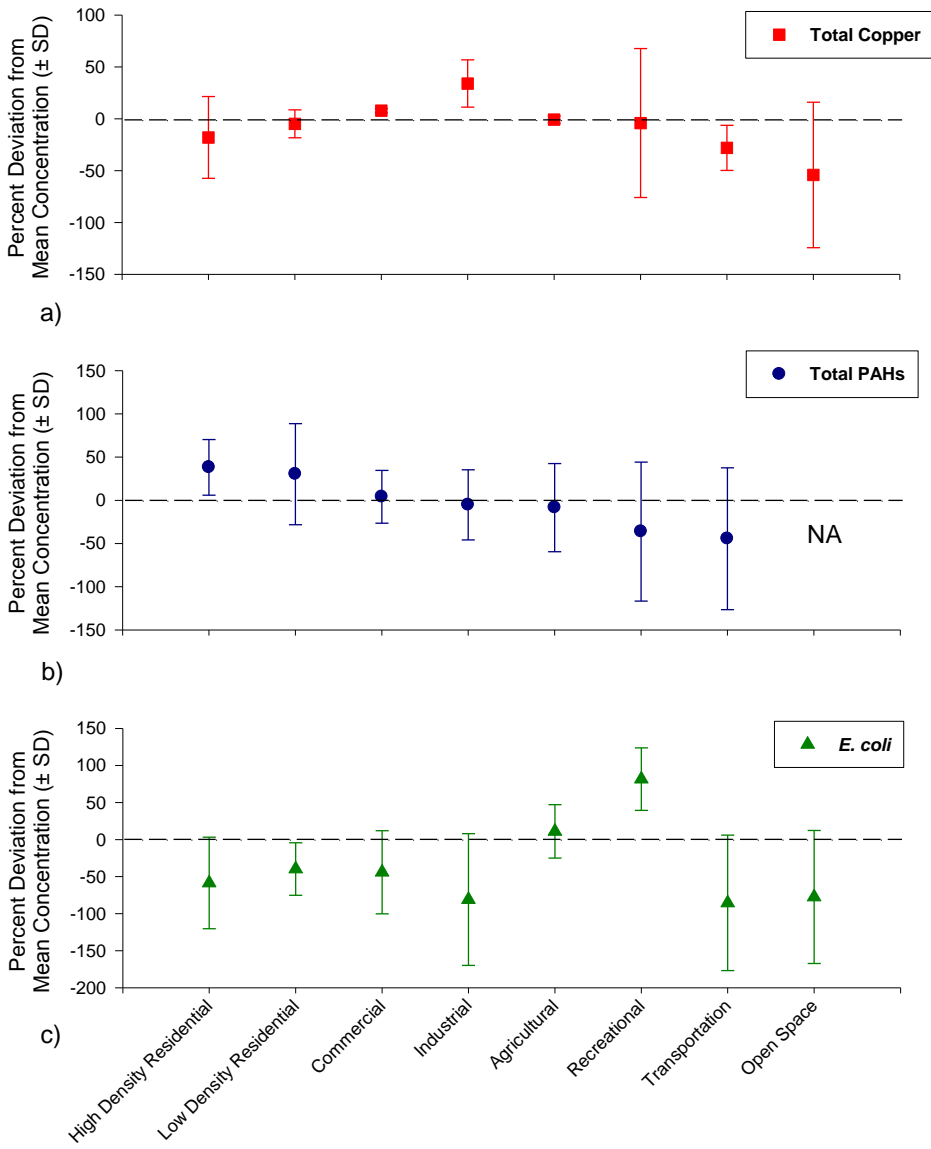 Total Copper
Percent Deviation from
Mean Concentration (± SD)
100
50
0
-50
-100
-150
a)
Total PAHs
Percent Deviation from
Mean Concentration (± SD)
150
100
50
0
-50
-100
-150
NA
b)
E. coli
Percent Deviation from
Mean Concentration (± SD)
150
100
50
0
-50
-100
-150
-200
c)
High Density Residential
Low Density Residential
Commercial
Industrial
Agricultural
Recreational
Transportation
Open Space